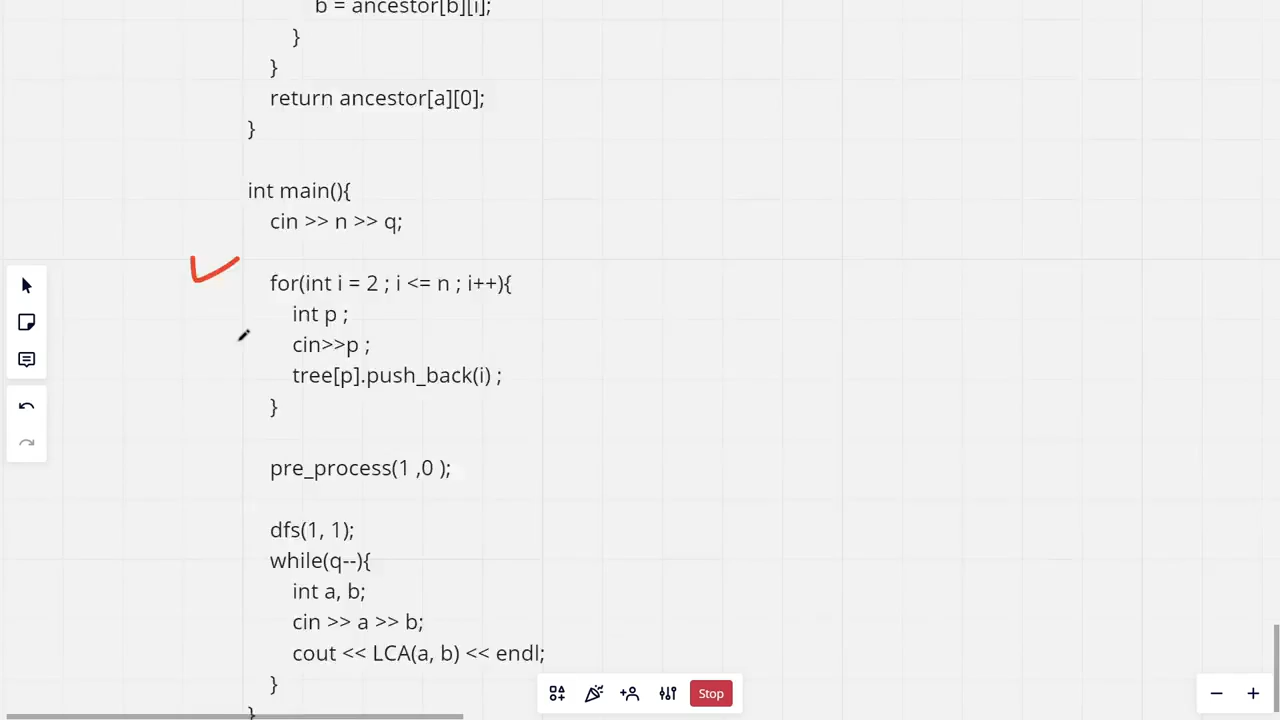 b = ancestor[b][i];
}
}
return ancestor[a][0];
}
int main(){
cin >> n >> q;
for(int i = 2 ; i <= n ; i++){
int p ;
cin>>p ;
tree[p].push_back(i) ;
}
pre_process(1 ,0 );
dfs(1, 1);
while(q--){
int a, b;
cin >> a >> b;
cout << LCA(a, b) << endl;
}
}
Stop